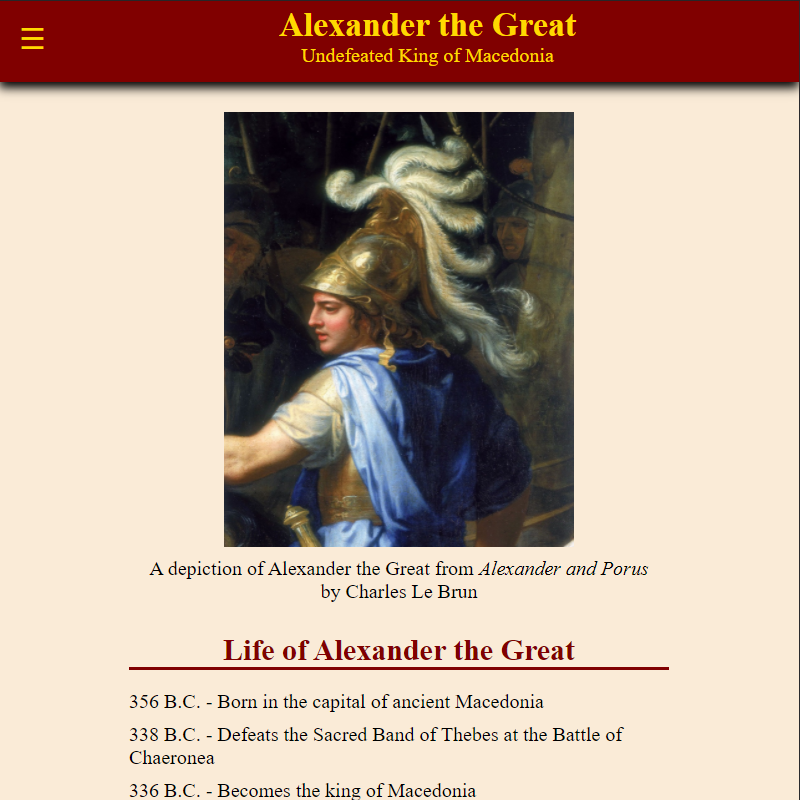 ☰
Alexander the Great
Undefeated King of Macedonia
A depiction of Alexander the Great from Alexander and Porus
by Charles Le Brun
Life of Alexander the Great
356 B.C. - Born in the capital of ancient Macedonia
338 B.C. - Defeats the Sacred Band of Thebes at the Battle of
Chaeronea
336 B.C. - Becomes the king of Macedonia